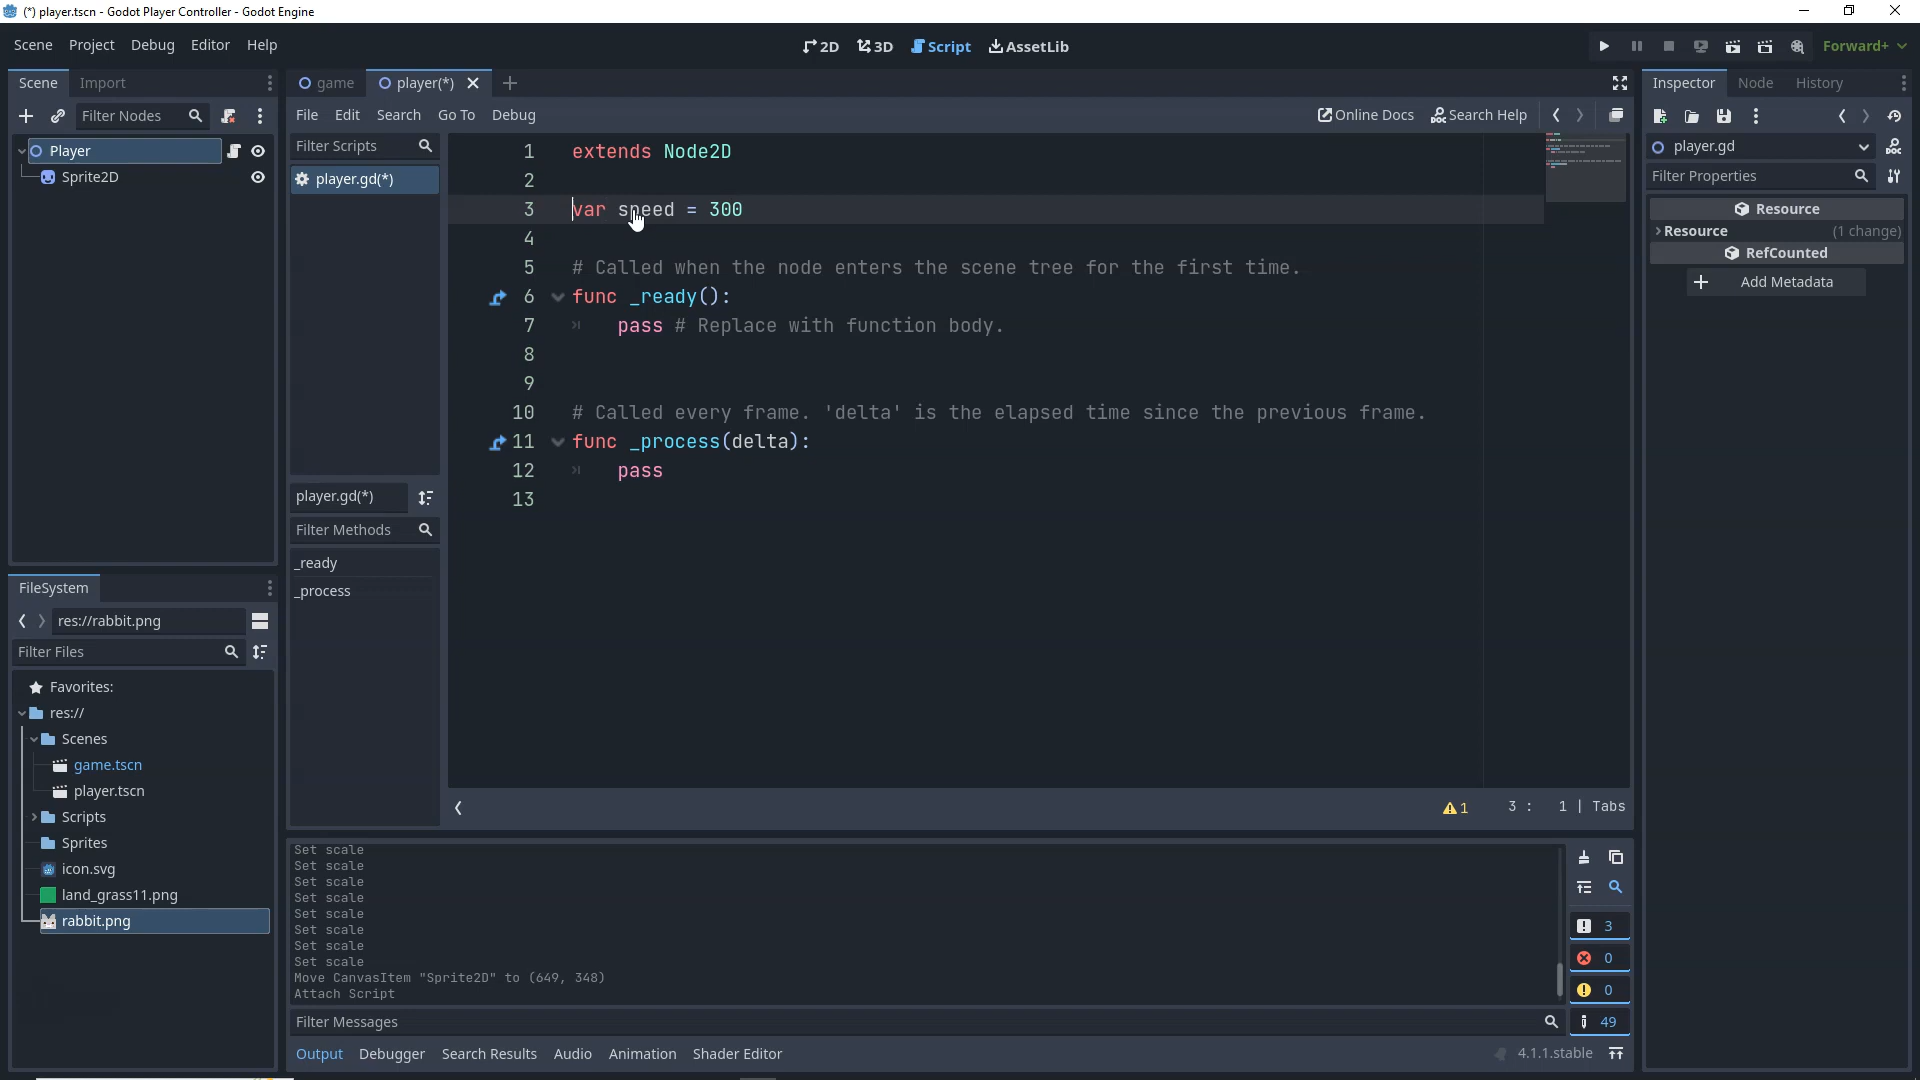 (*) player.tscn - Godot Player Controller - Godot Engine
Scene Project Debug Editor Help
2D 3D Script AssetLib
Forward+
Scene Import
Filter Nodes
Player
Sprite2D
game player(*)
File Edit Search Go To Debug
Online Docs Search Help
Filter Scripts
player.gd(*)
player.gd(*)
Filter Methods
_ready
_process
1 extends Node2D
2
3 var speed = 300
4
5 # Called when the node enters the scene tree for the first time.
6 func _ready():
7 pass # Replace with function body.
8
9
10 # Called every frame. 'delta' is the elapsed time since the previous frame.
11 func _process(delta):
12 pass
13
1 3 : 1 | Tabs
FileSystem
res://rabbit.png
Filter Files
Favorites:
res://
Scenes
game.tscn
player.tscn
Scripts
Sprites
icon.svg
land_grass11.png
rabbit.png
Set scale
Set scale
Set scale
Set scale
Set scale
Set scale
Set scale
Set scale
Move CanvasItem "Sprite2D" to (649, 348)
Attach Script
Filter Messages
3
0
0
49
Output Debugger Search Results Audio Animation Shader Editor
4.1.1.stable
Inspector Node History
player.gd
Filter Properties
Resource
Resource (1 change)
RefCounted
Add Metadata